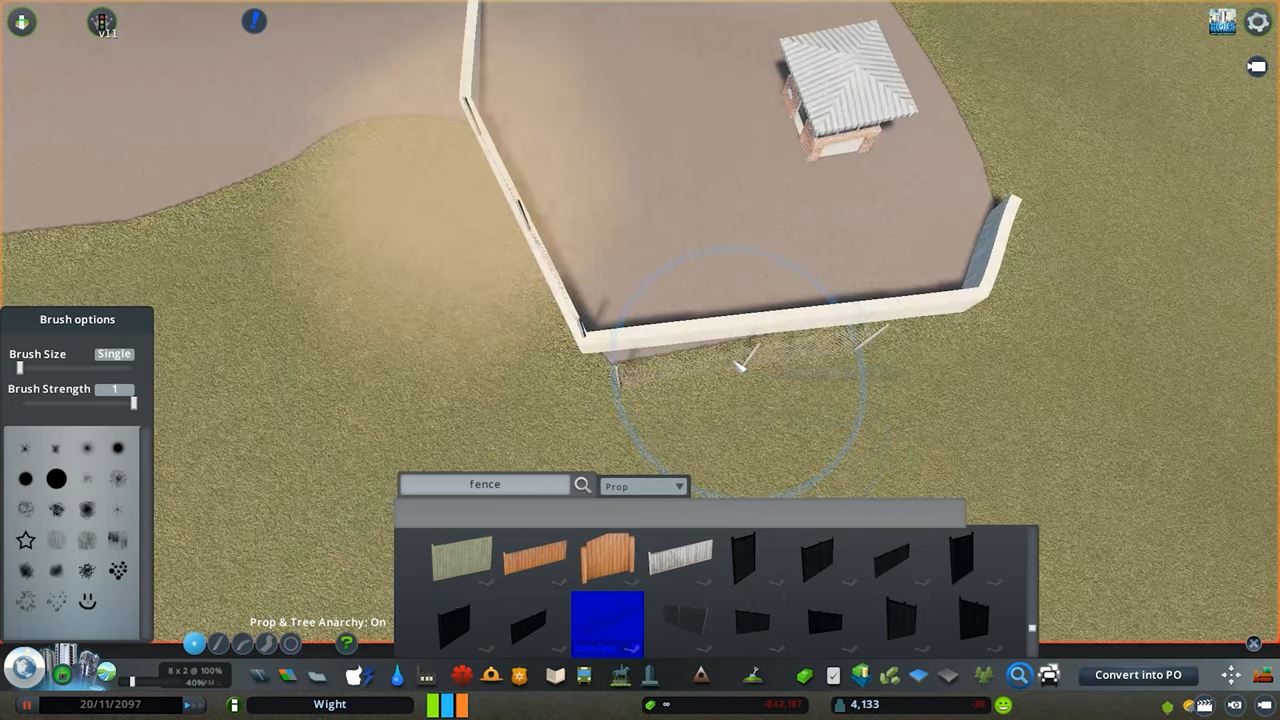 v11
Brush options
Brush Size Single
Brush Strength 1
fence
Prop
Prop & Tree Anarchy: On
?
8 x 2 @ 100%
40%
Convert into PO
20/11/2097
Wight
∞
4,133